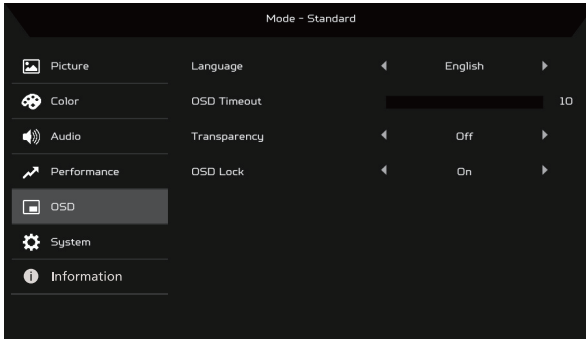 Mode - Standard
Picture
Language English
Color
OSD Timeout 10
Audio
Transparency Off
Performance
OSD Lock On
OSD
System
Information